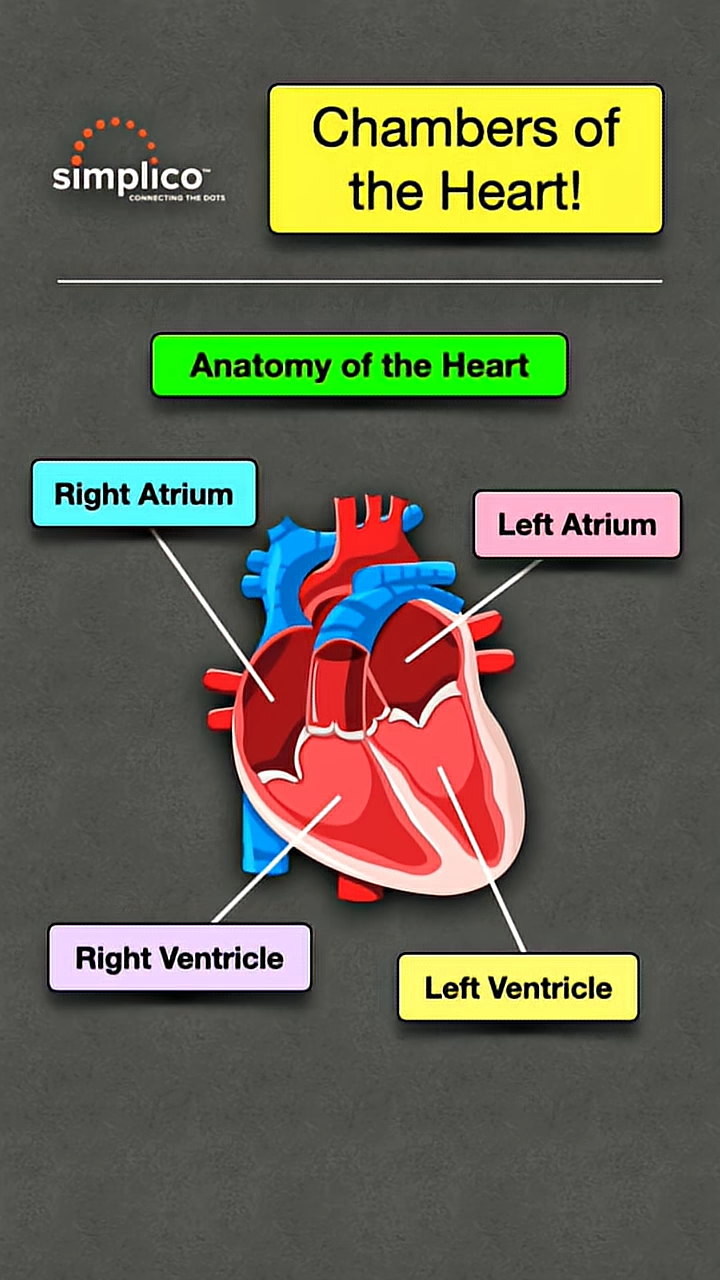 simplico™
CONNECTING THE DOTS
Chambers of
the Heart!
Anatomy of the Heart
Right Atrium
Left Atrium
Right Ventricle
Left Ventricle